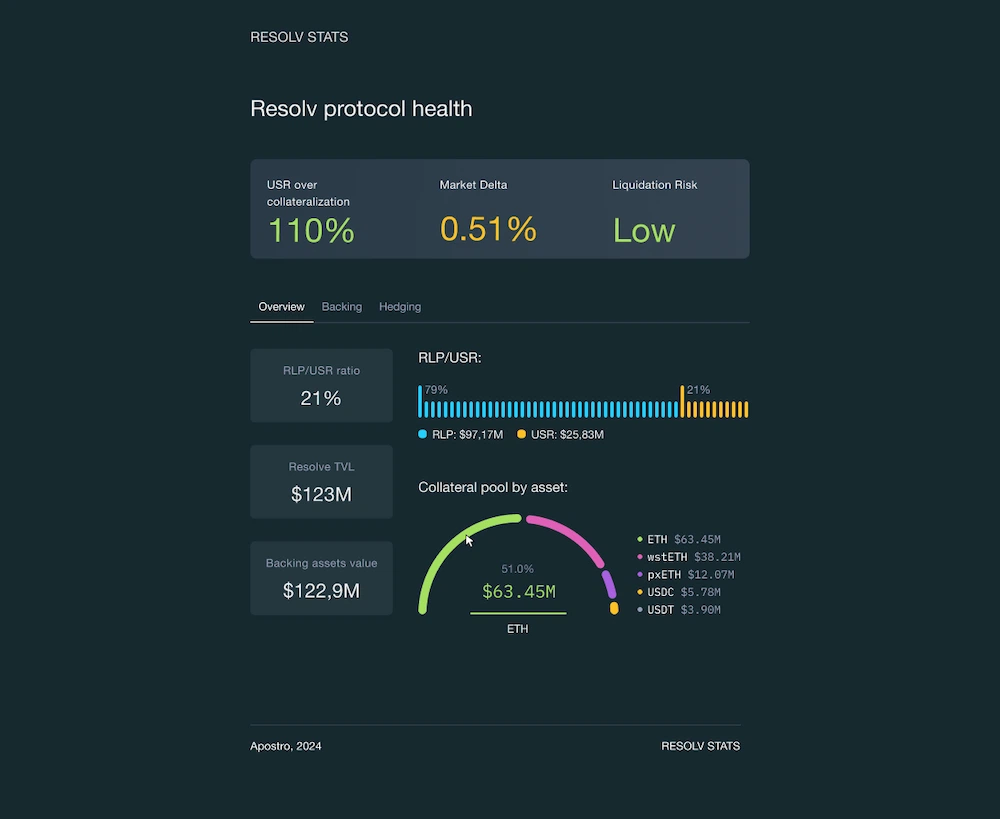 RESOLV STATS
Resolv protocol health
USR over
collateralization
110%
Market Delta
0.51%
Liquidation Risk
Low
Overview
Backing
Hedging
RLP/USR ratio
21%
Resolve TVL
$123M
Backing assets value
$122,9M
RLP/USR:
79%
21%
RLP: $97,17M
USR: $25,83M
Collateral pool by asset:
51.0%
$63.45M
ETH
ETH $63.45M
wstETH $38.21M
pxETH $12.07M
USDC $5.78M
USDT $3.90M
Apostro, 2024
RESOLV STATS